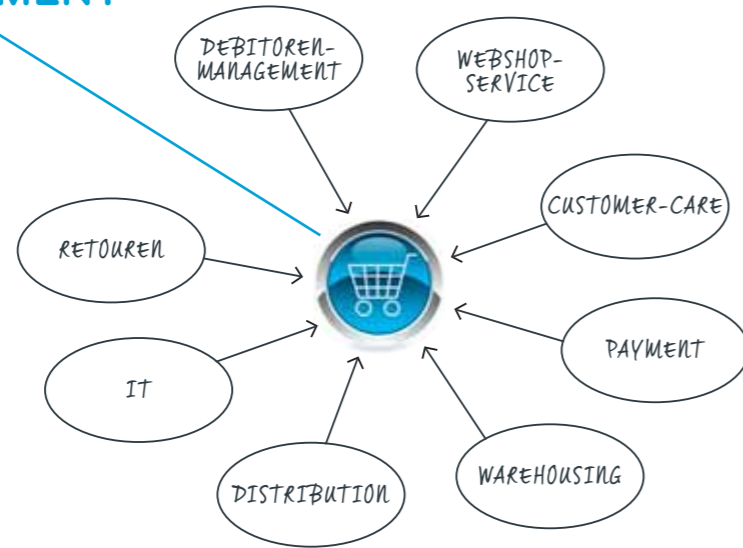 DEBITOREN-
MANAGEMENT
WEBSHOP-
SERVICE
CUSTOMER-CARE
RETOUREN
PAYMENT
IT
WAREHOUSING
DISTRIBUTION